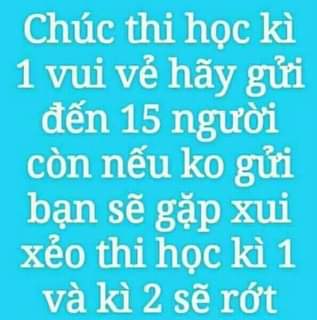 Chúc thi học kì
1 vui vẻ hãy gửi
đến 15 người
còn nếu ko gửi
bạn sẽ gặp xui
xẻo thi học kì 1
và kì 2 sẽ rớt